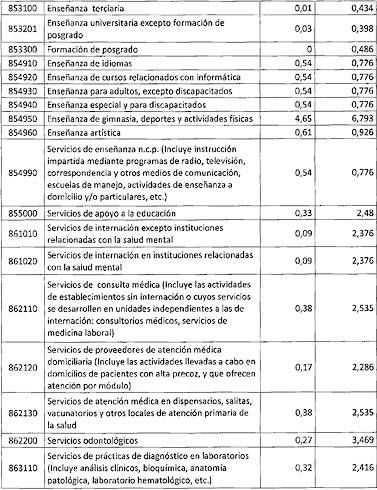 853100 Enseñanza terciaria 0,01 0,434
853201 Enseñanza universitaria excepto formación de
posgrado 0,03 0,398
853300 Formación de posgrado 0 0,486
854910 Enseñanza de idiomas 0,54 0,776
854920 Enseñanza de cursos relacionados con informática 0,54 0,776
854930 Enseñanza para adultos, excepto discapacitados 0,54 0,776
854940 Enseñanza especial y para discapacitados 0,54 0,776
854950 Enseñanza de gimnasia, deportes y actividades físicas 4,65 6,793
854960 Enseñanza artística 0,61 0,926
Servicios de enseñanza n.c.p. (Incluye instrucción
impartida mediante programas de radio, televisión,
854990 correspondencia y otros medios de comunicación, 0,54 0,776
escuelas de manejo, actividades de enseñanza a
domicilio y/o particulares, etc.)
855000 Servicios de apoyo a la educación 0,33 2,48
861010 Servicios de internación excepto instituciones
relacionadas con la salud mental 0,09 2,376
861020 Servicios de internación en instituciones relacionadas
con la salud mental 0,09 2,376
Servicios de consulta médica (Incluye las actividades
de establecimientos sin internación o cuyos servicios
862110 se desarrollen en unidades independientes a las de 0,38 2,535
internación: consultorios médicos, servicios de
medicina laboral)
Servicios de proveedores de atención médica
862120 domiciliaria (Incluye las actividades llevadas a cabo en 0,17 2,286
domicilios de pacientes con alta precoz, y que ofrecen
atención por módulo)
Servicios de atención médica en dispensarios, salitas,
862130 vacunatorios y otros locales de atención primaria de 0,38 2,535
la salud
862200 Servicios odontológicos 0,27 3,469
Servicios de prácticas de diagnóstico en laboratorios
863110 (Incluye análisis clínicos, bioquímica, anatomía 0,32 2,416
patológica, laboratorio hematológico, etc.)